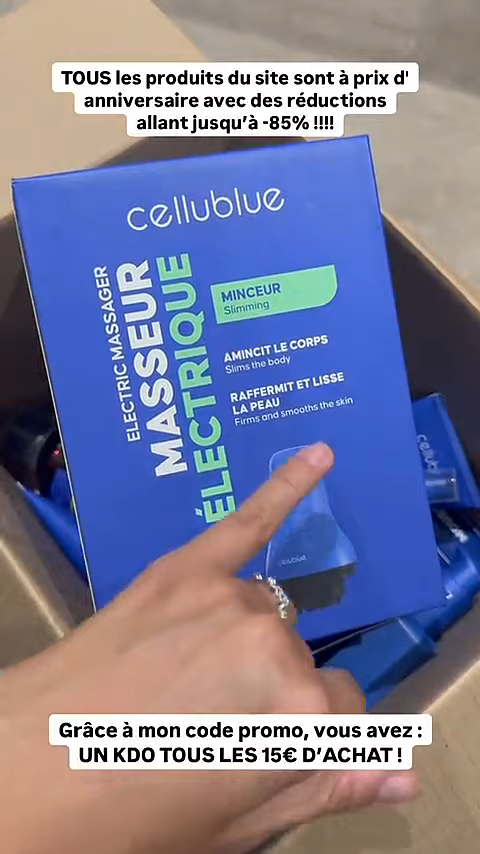 TOUS les produits du site sont à prix d'
anniversaire avec des réductions
allant jusqu'à -85% !!!!
cellublue
ELECTRIC MASSAGER
MASSEUR
ÉLECTRIQUE
MINCEUR
Slimming
AMINCIT LE CORPS
Slims the body
RAFFERMIT ET LISSE
LA PEAU
Firms and smooths the skin
cellublue
Grâce à mon code promo, vous avez :
UN KDO TOUS LES 15€ D'ACHAT !